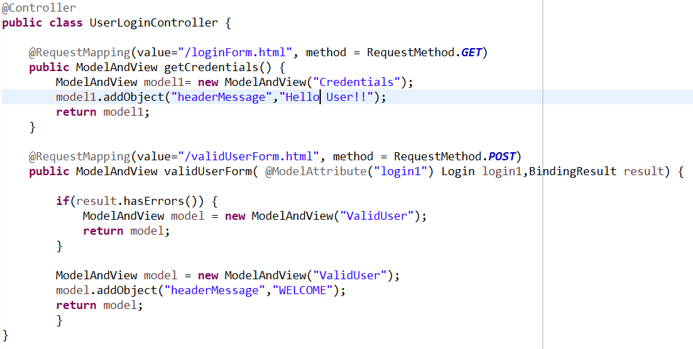 @Controller
public class UserLoginController {
@RequestMapping(value="/loginForm.html", method = RequestMethod.GET)
public ModelAndView getCredentials() {
ModelAndView model1= new ModelAndView("Credentials");
model1.addObject("headerMessage","Hello User!!");
return model1;
}
@RequestMapping(value="/validUserForm.html", method = RequestMethod.POST)
public ModelAndView validUserForm( @ModelAttribute("login1") Login login1,BindingResult result) {
if(result.hasErrors()) {
ModelAndView model = new ModelAndView("ValidUser");
return model;
}
ModelAndView model = new ModelAndView("ValidUser");
model.addObject("headerMessage","WELCOME");
return model;
}
}